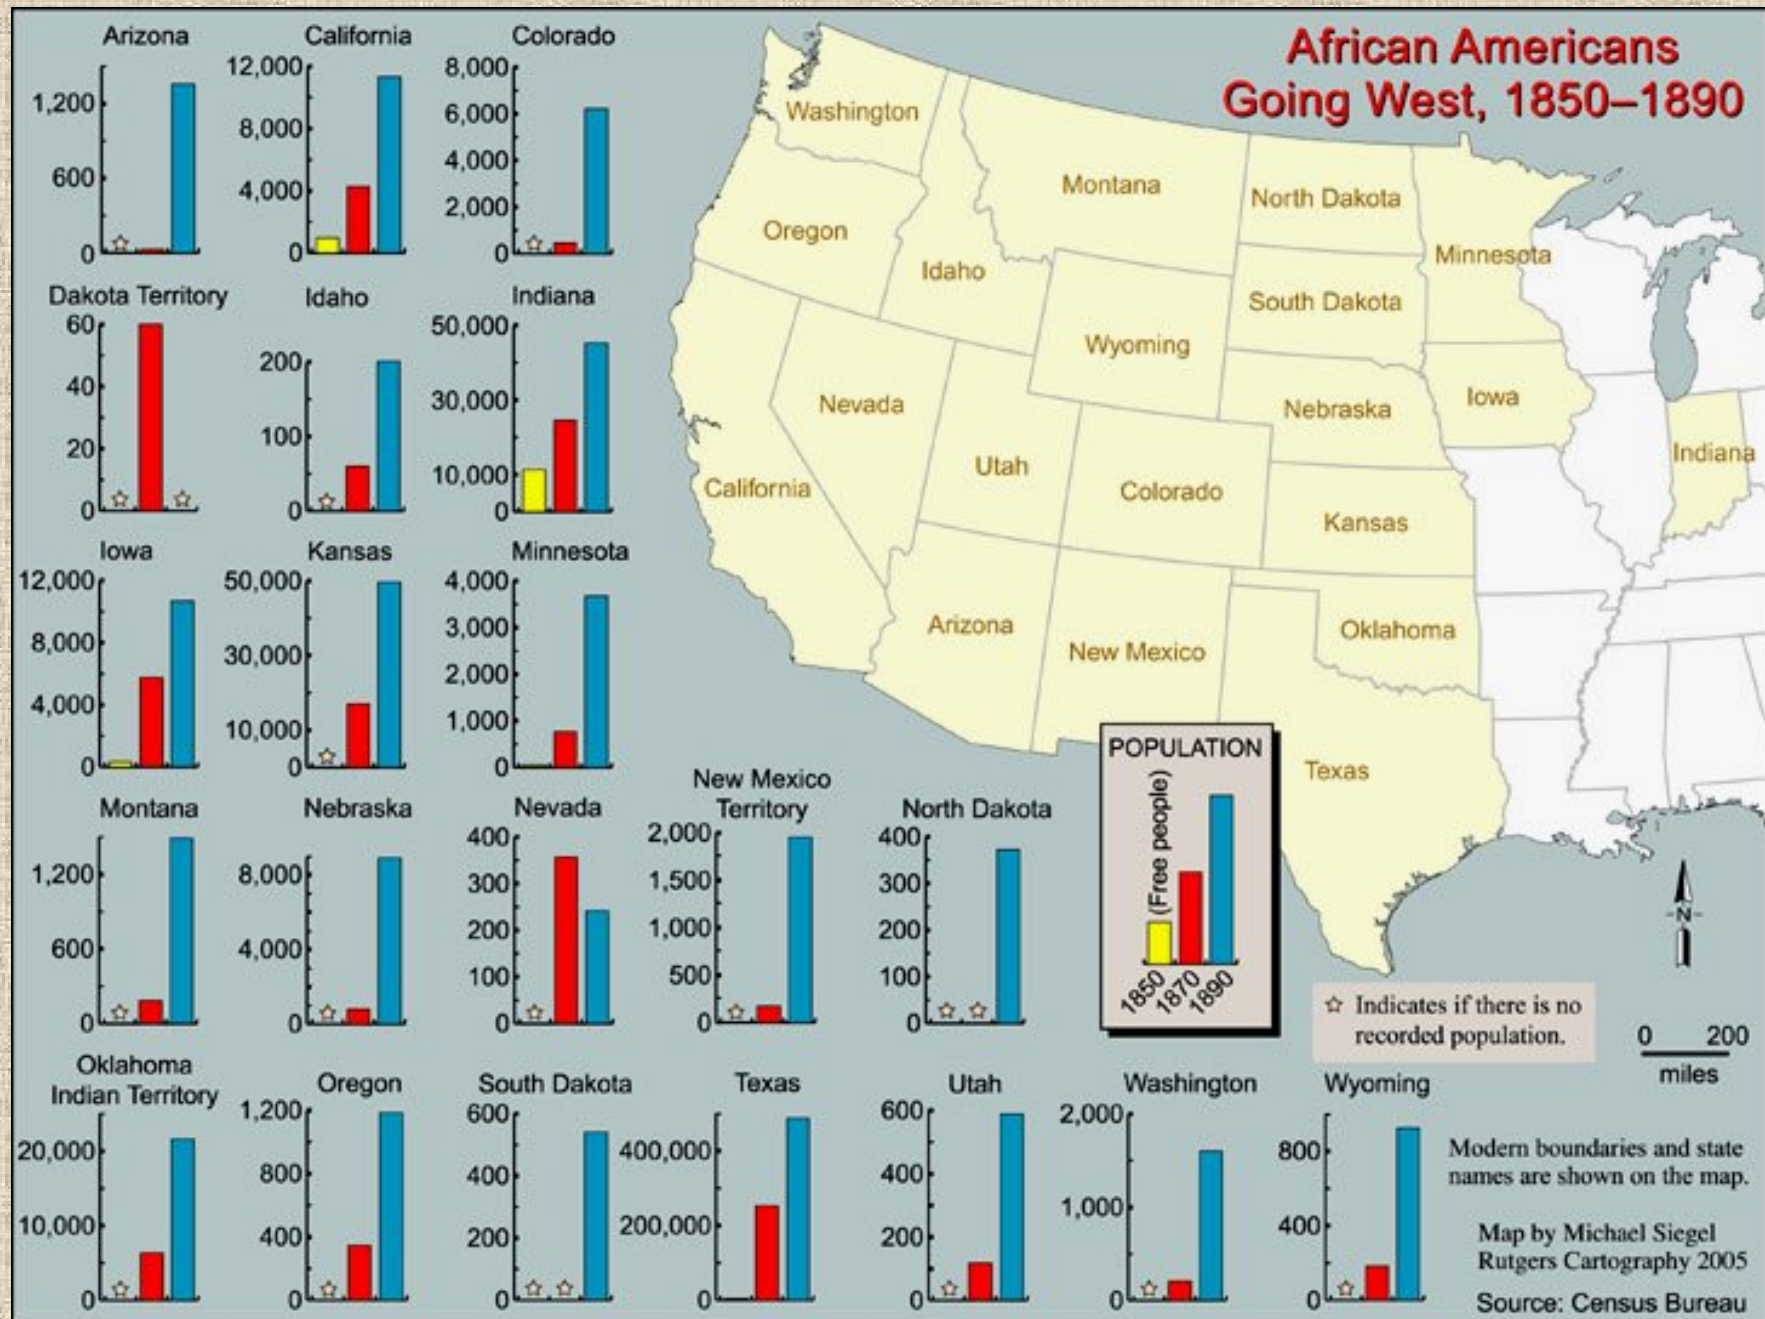 African Americans
Going West, 1850–1890
Arizona
1,200
600
0
California
12,000
8,000
4,000
0
Colorado
8,000
6,000
4,000
2,000
0
Dakota Territory
60
40
20
0
Idaho
200
100
0
Indiana
50,000
30,000
10,000
0
Iowa
12,000
8,000
4,000
0
Kansas
50,000
30,000
10,000
0
Minnesota
4,000
3,000
2,000
1,000
0
Montana
1,200
600
0
Nebraska
8,000
4,000
0
Nevada
400
300
200
100
0
New Mexico
Territory
2,000
1,500
1,000
500
0
North Dakota
400
300
200
100
0
Oklahoma
Indian Territory
20,000
10,000
0
Oregon
1,200
800
400
0
South Dakota
600
400
200
0
Texas
400,000
200,000
0
Utah
600
400
200
0
Washington
2,000
1,000
0
Wyoming
800
400
0
Washington
Montana
North Dakota
Minnesota
Oregon
Idaho
South Dakota
Wyoming
Iowa
Nevada
Nebraska
Indiana
Utah
California
Colorado
Kansas
Arizona
New Mexico
Oklahoma
Texas
POPULATION
(Free people)
1850
1870
1890
N
☆ Indicates if there is no
recorded population.
0 200
miles
Modern boundaries and state
names are shown on the map.
Map by Michael Siegel
Rutgers Cartography 2005
Source: Census Bureau